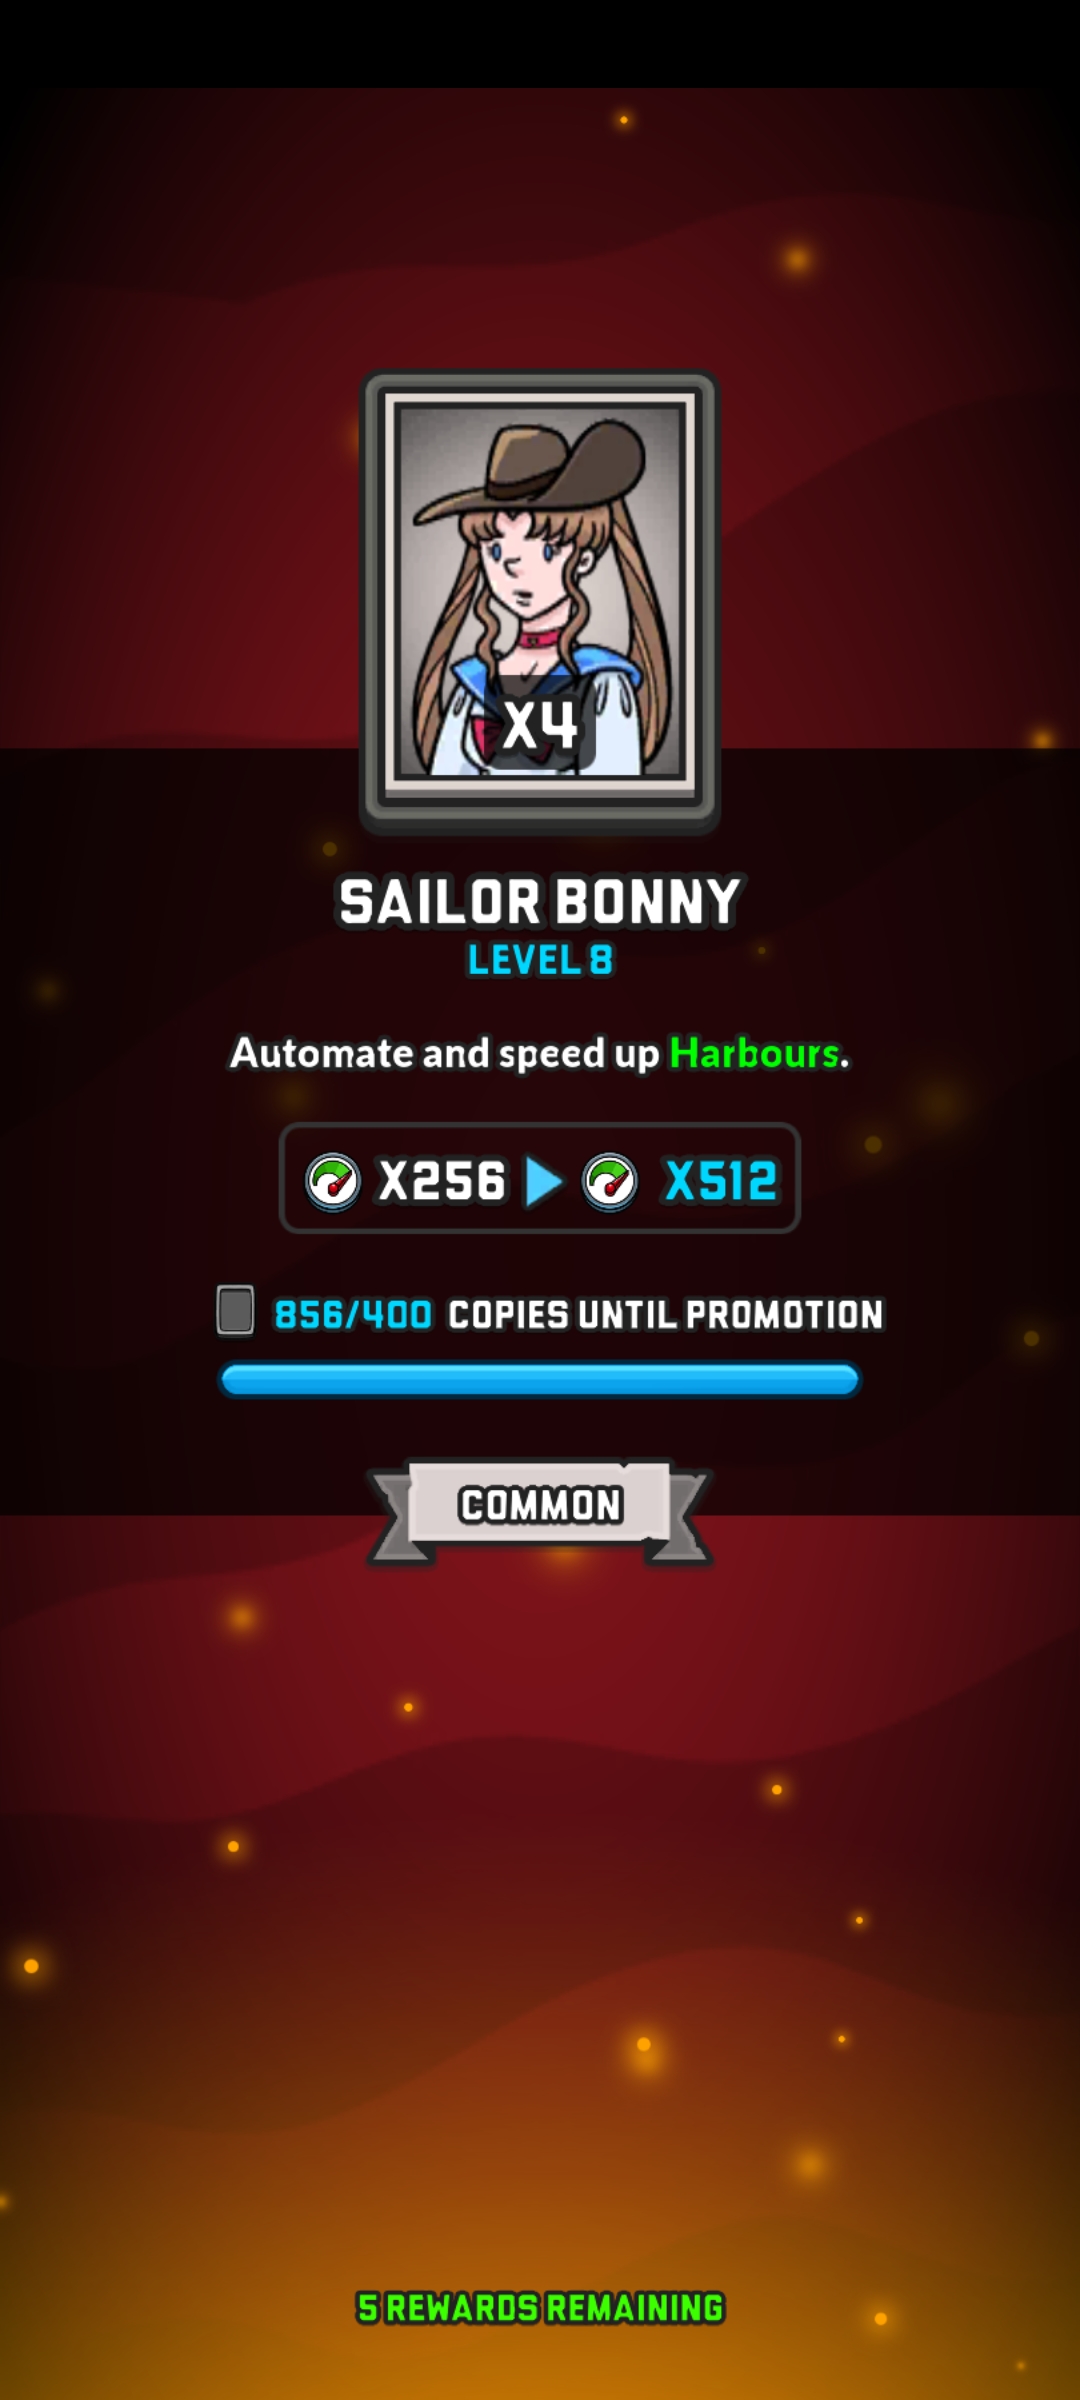 X4
SAILOR BONNY
LEVEL 8
Automate and speed up Harbours.
X256 X512
856/400 COPIES UNTIL PROMOTION
COMMON
5 REWARDS REMAINING